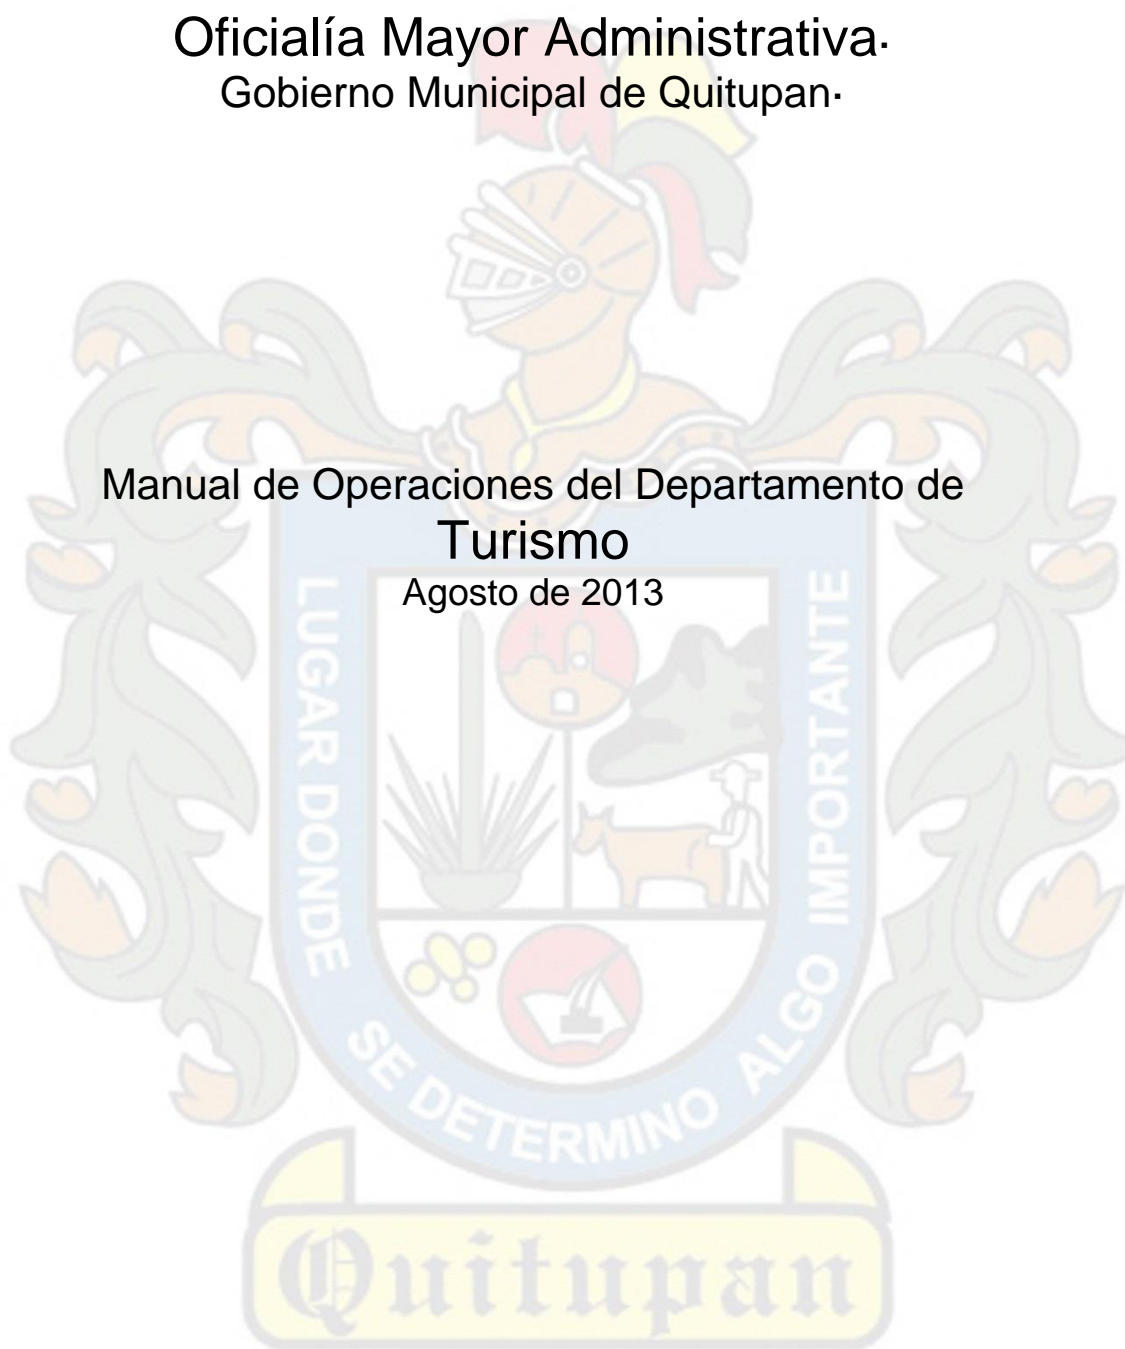 Oficialía Mayor Administrativa.
Gobierno Municipal de Quitupan.
Manual de Operaciones del Departamento de
Turismo
Agosto de 2013
LUGAR DONDE SE DETERMINO ALGO IMPORTANTE
Quitupan